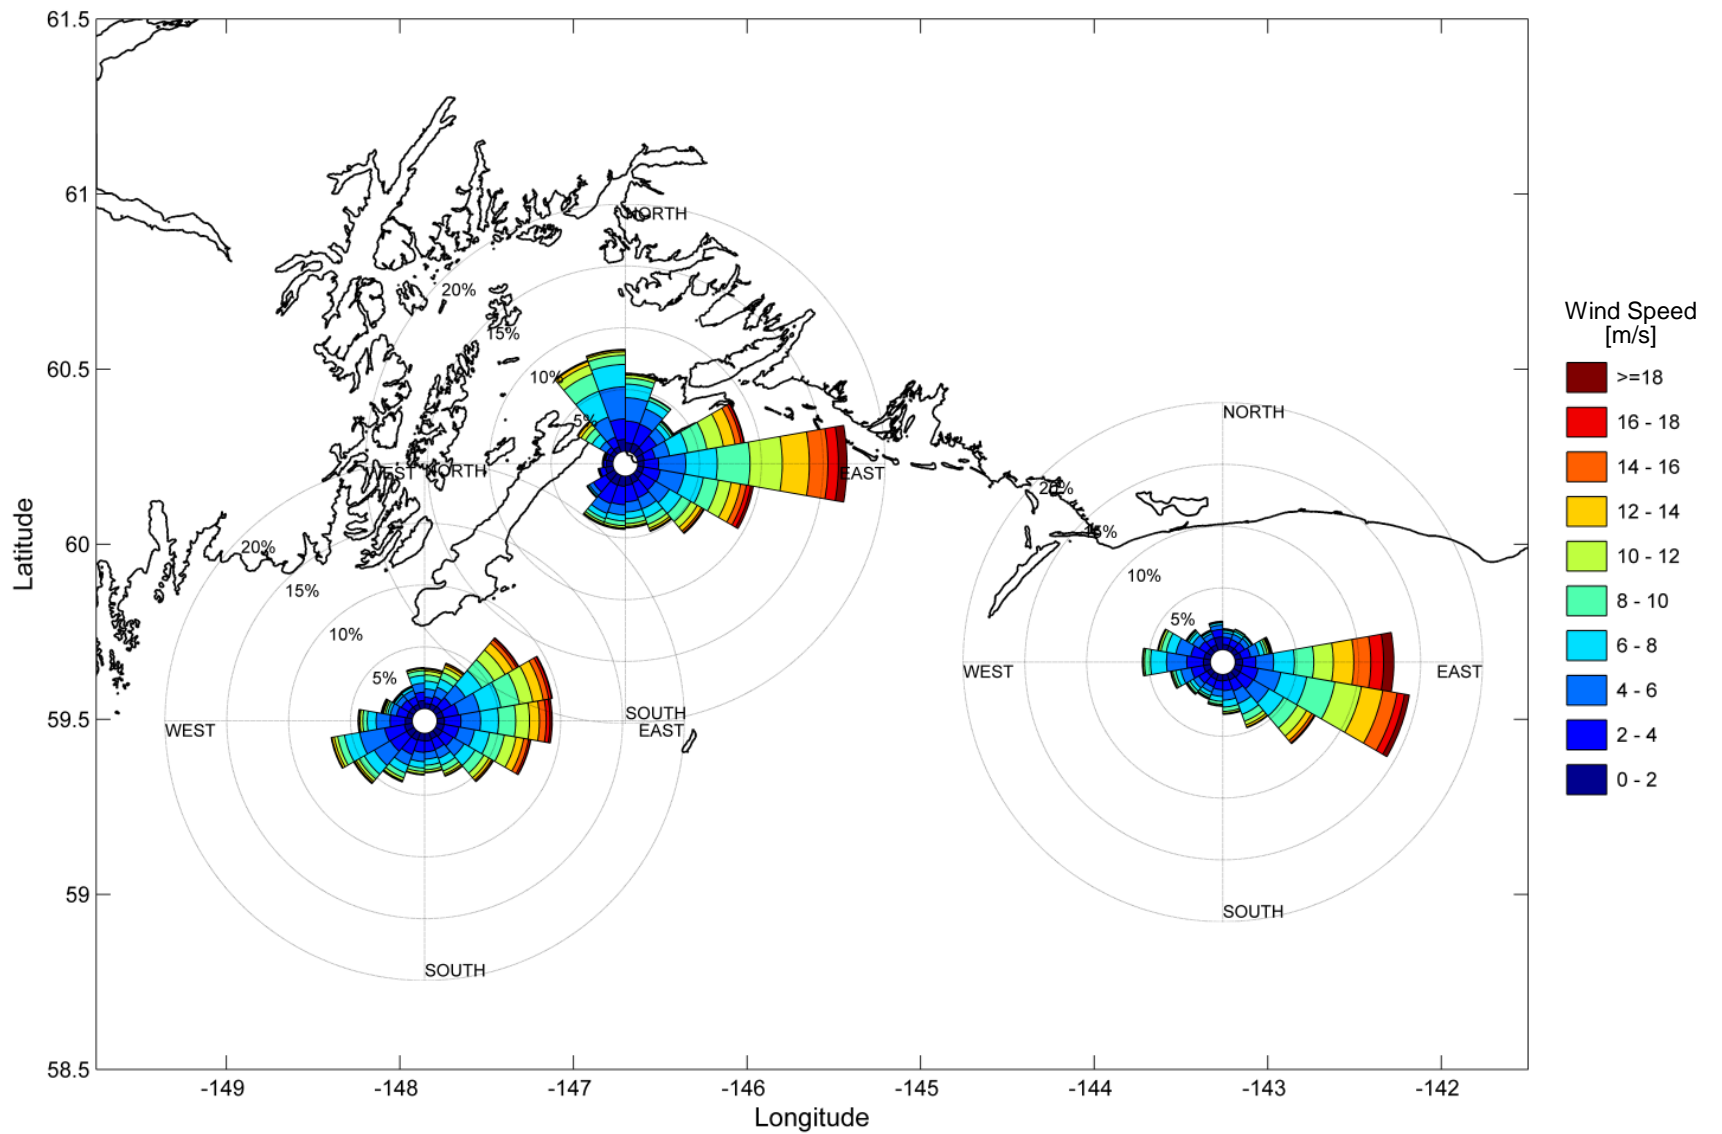 61.5
61
60.5
60
59.5
59
58.5
Latitude
-149
-148
-147
-146
-145
-144
-143
-142
Longitude
NORTH
20%
15%
10%
5%
WEST
EAST
SOUTH
NORTH
20%
15%
10%
5%
WEST
EAST
SOUTH
NORTH
20%
15%
10%
5%
WEST
EAST
SOUTH
Wind Speed
[m/s]
>=18
16 - 18
14 - 16
12 - 14
10 - 12
8 - 10
6 - 8
4 - 6
2 - 4
0 - 2